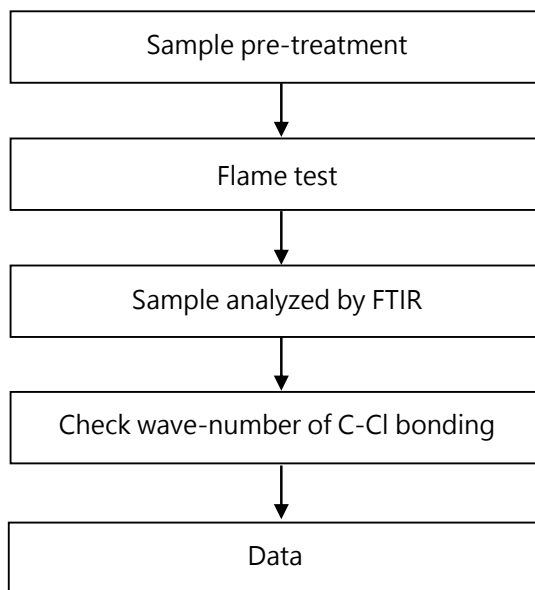 Sample pre-treatment
Flame test
Sample analyzed by FTIR
Check wave-number of C-Cl bonding
Data